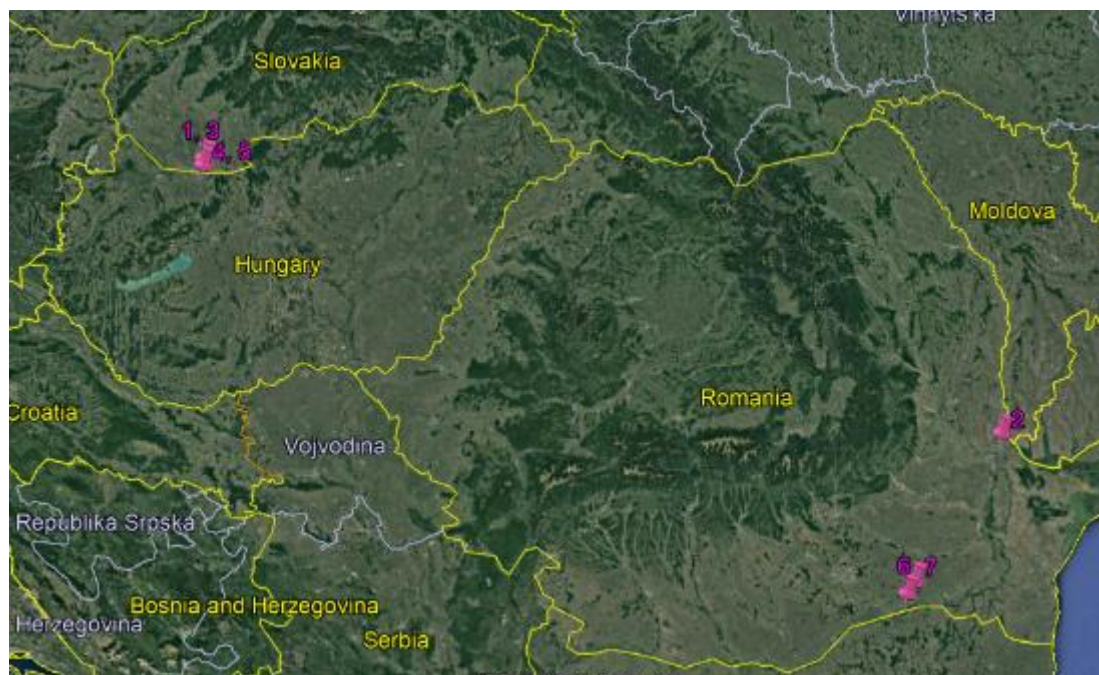 Vinnyts'ka
Slovakia
1, 3
4, 5
Moldova
Hungary
Romania
Croatia
2
Vojvodina
Republika Srpska
6 7
Bosnia and Herzegovina
Herzegovina
Serbia